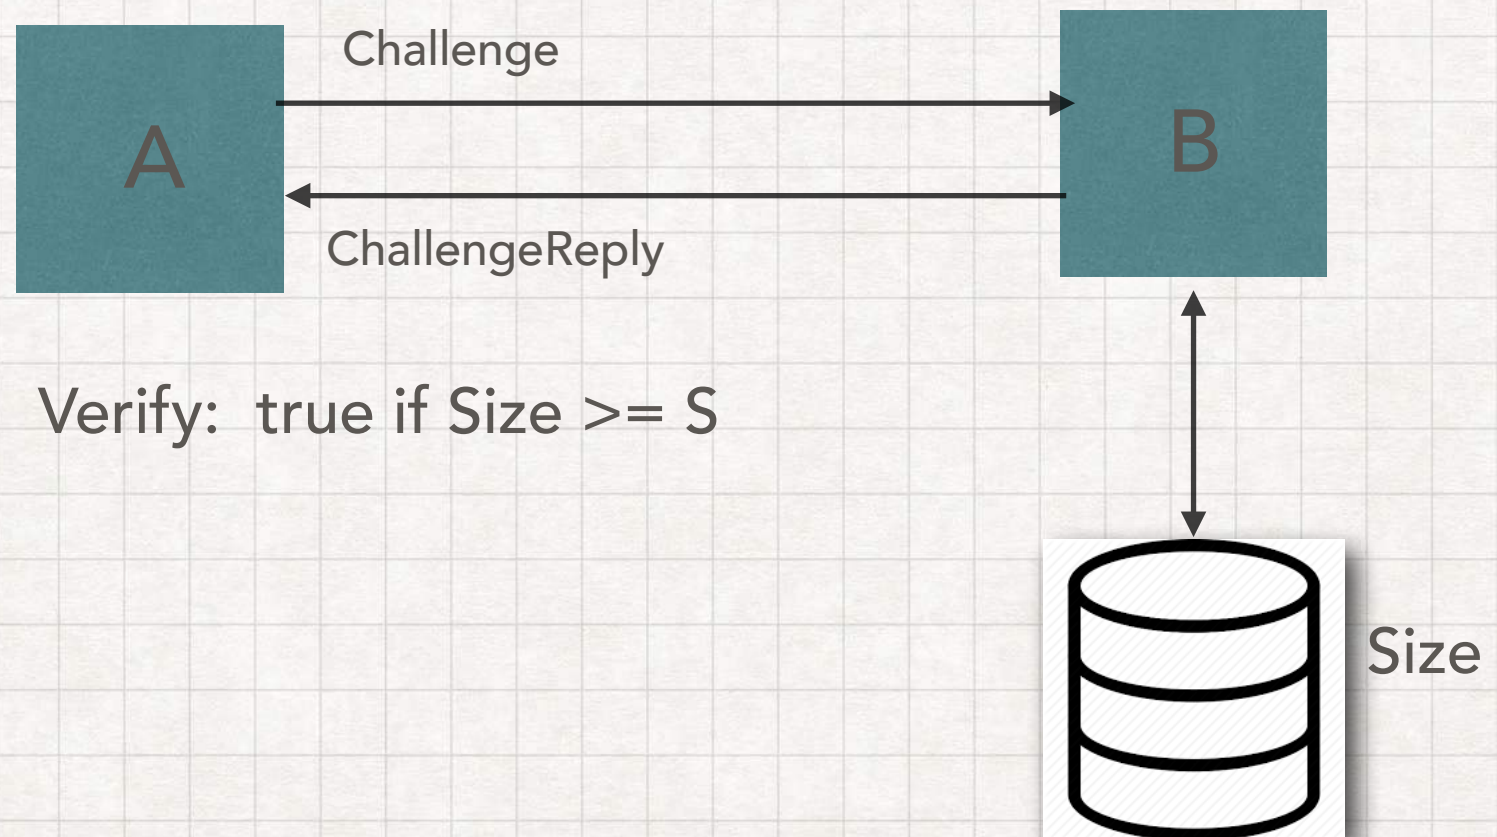 Challenge
A
B
ChallengeReply
Verify: true if Size >= S
Size